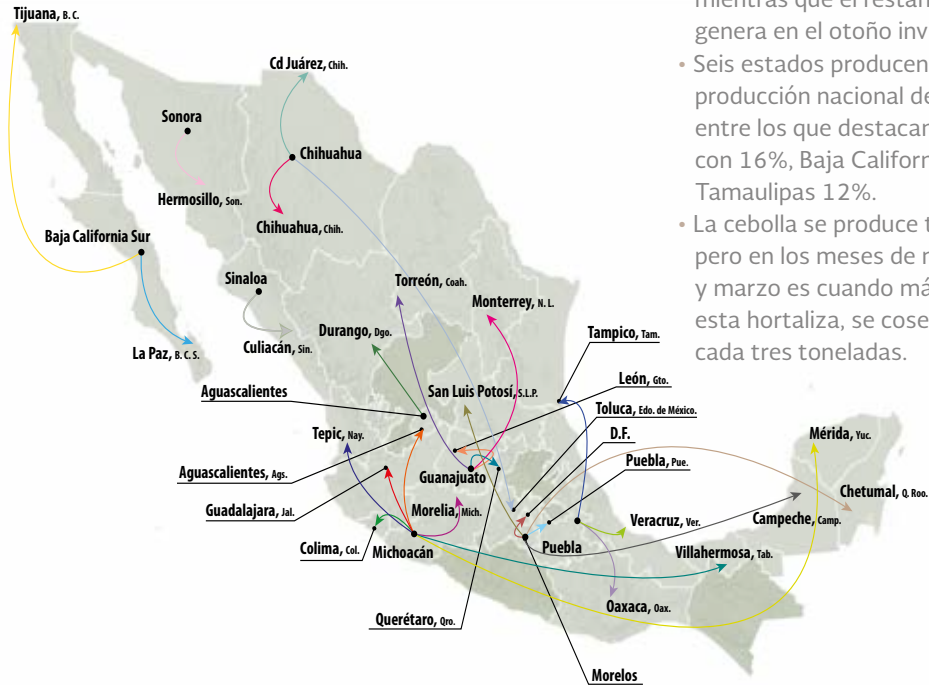 mientras que el restan
genera en el otoño inv
• Seis estados producen
producción nacional de
entre los que destacan
con 16%, Baja Californ
Tamaulipas 12%.
• La cebolla se produce t
pero en los meses de
y marzo es cuando má
esta hortaliza, se cose
cada tres toneladas.
Tijuana, B. C.
Cd Juárez, Chih.
Sonora
Chihuahua
Hermosillo, Son.
Chihuahua, Chih.
Baja California Sur
Sinaloa
Torreón, Coah.
Monterrey, N. L.
Durango, Dgo.
Culiacán, Sin.
La Paz, B. C. S.
Tampico, Tam.
León, Gto.
Aguascalientes
San Luis Potosí, S.L.P.
Toluca, Edo. de México.
Tepic, Nay.
D.F.
Mérida, Yuc.
Puebla, Pue.
Aguascalientes, Ags.
Guanajuato
Chetumal, Q. Roo.
Guadalajara, Jal.
Morelia, Mich.
Veracruz, Ver.
Campeche, Camp.
Colima, Col.
Michoacán
Puebla
Villahermosa, Tab.
Querétaro, Qro.
Oaxaca, Oax.
Morelos